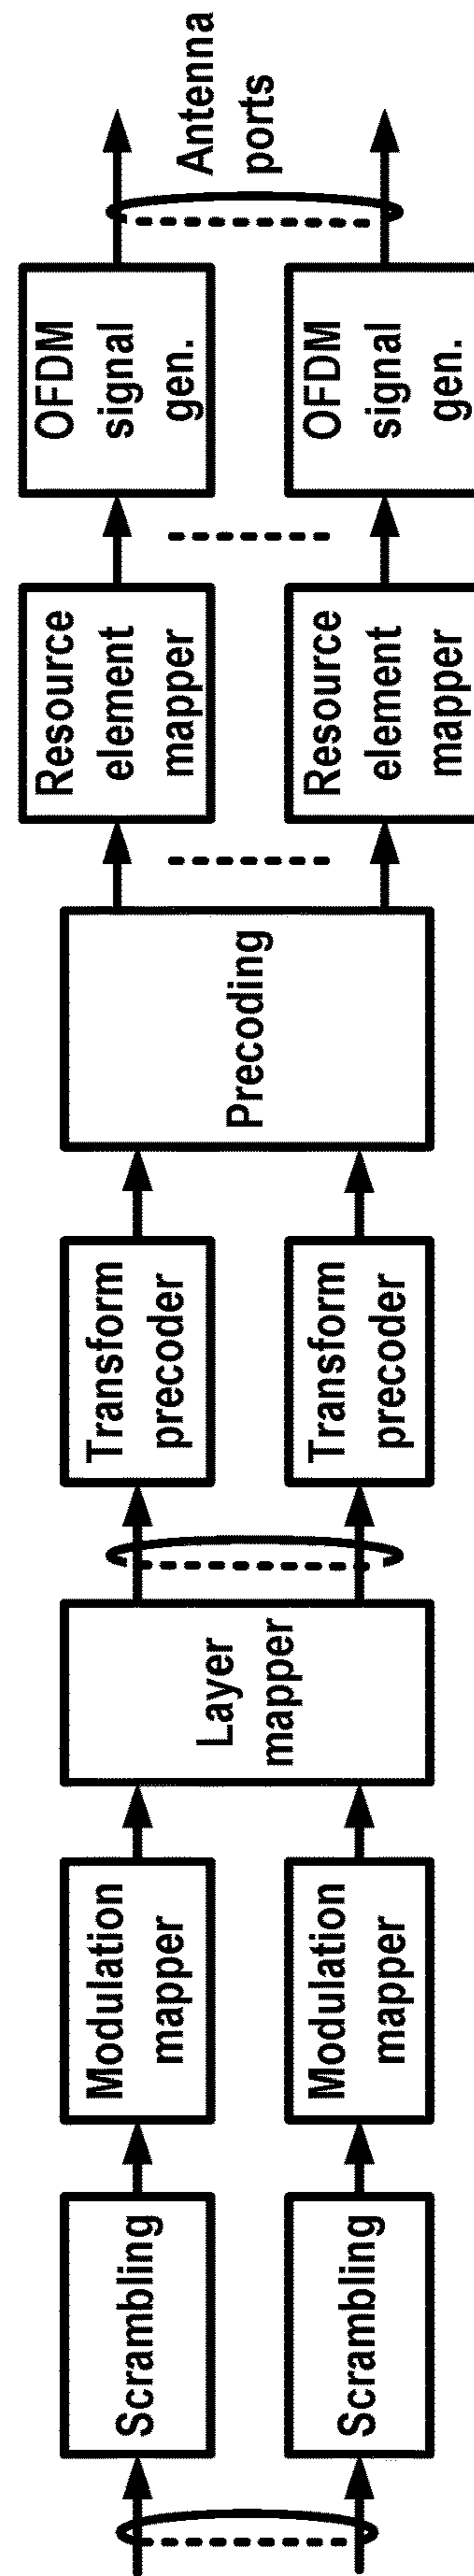 Scrambling
Scrambling
Modulation
mapper
Modulation
mapper
Layer
mapper
Transform
precoder
Transform
precoder
Precoding
Resource
element
mapper
Resource
element
mapper
OFDM
signal
gen.
OFDM
signal
gen.
Antenna
ports